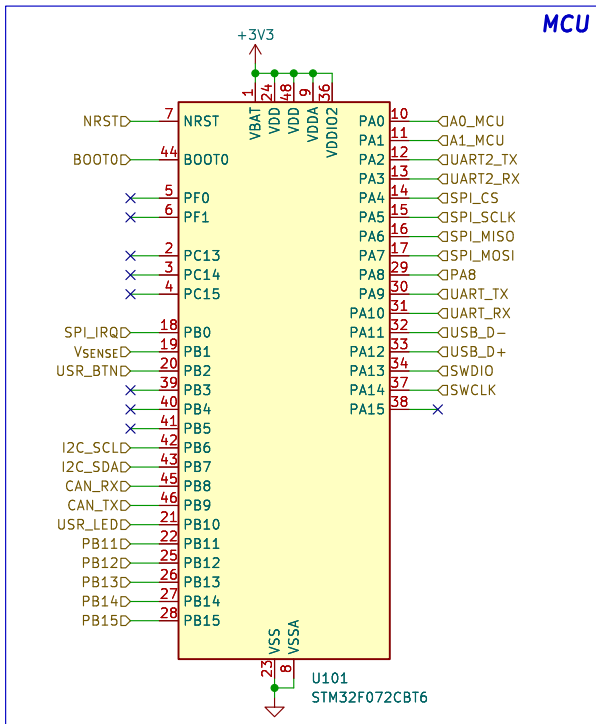 MCU
+3V3
1 24 48 9 36
VBAT VDD VDD VDDA VDDIO2
NRST 7 NRST PA0 10 A0_MCU
PA1 11 A1_MCU
BOOT0 44 BOOT0 PA2 12 UART2_TX
PA3 13 UART2_RX
5 PF0 PA4 14 SPI_CS
6 PF1 PA5 15 SPI_SCLK
PA6 16 SPI_MISO
2 PC13 PA7 17 SPI_MOSI
3 PC14 PA8 29 PA8
4 PC15 PA9 30 UART_TX
PA10 31 UART_RX
SPI_IRQ 18 PB0 PA11 32 USB_D-
VSENSE 19 PB1 PA12 33 USB_D+
USR_BTN 20 PB2 PA13 34 SWDIO
39 PB3 PA14 37 SWCLK
40 PB4 PA15 38
41 PB5
I2C_SCL 42 PB6
I2C_SDA 43 PB7
CAN_RX 45 PB8
CAN_TX 46 PB9
USR_LED 21 PB10
PB11 22 PB11
PB12 25 PB12
PB13 26 PB13
PB14 27 PB14
PB15 28 PB15
VSS VSSA
23 8
U101
STM32F072CBT6